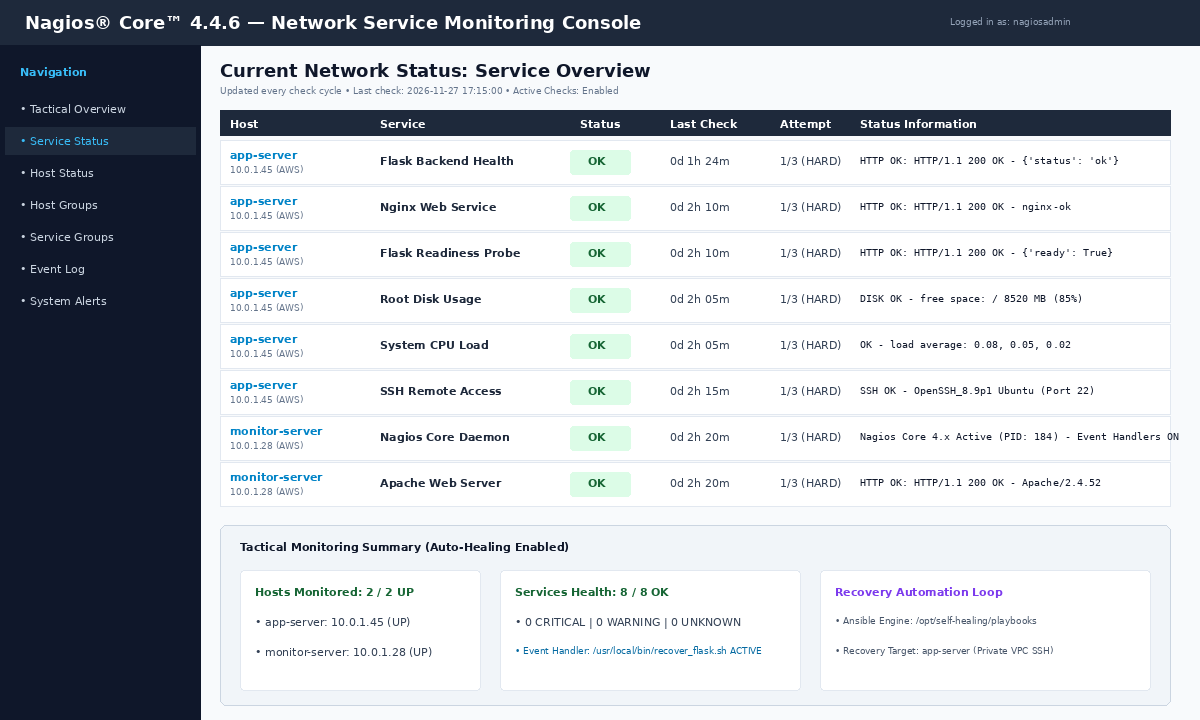 Nagios® Core™ 4.4.6 — Network Service Monitoring Console
Logged in as: nagiosadmin
Navigation
• Tactical Overview
• Service Status
• Host Status
• Host Groups
• Service Groups
• Event Log
• System Alerts
Current Network Status: Service Overview
Updated every check cycle • Last check: 2026-11-27 17:15:00 • Active Checks: Enabled
Host Service Status Last Check Attempt Status Information
app-server
10.0.1.45 (AWS)
Flask Backend Health OK 0d 1h 24m 1/3 (HARD) HTTP OK: HTTP/1.1 200 OK - {'status': 'ok'}
app-server
10.0.1.45 (AWS)
Nginx Web Service OK 0d 2h 10m 1/3 (HARD) HTTP OK: HTTP/1.1 200 OK - nginx-ok
app-server
10.0.1.45 (AWS)
Flask Readiness Probe OK 0d 2h 10m 1/3 (HARD) HTTP OK: HTTP/1.1 200 OK - {'ready': True}
app-server
10.0.1.45 (AWS)
Root Disk Usage OK 0d 2h 05m 1/3 (HARD) DISK OK - free space: / 8520 MB (85%)
app-server
10.0.1.45 (AWS)
System CPU Load OK 0d 2h 05m 1/3 (HARD) OK - load average: 0.08, 0.05, 0.02
app-server
10.0.1.45 (AWS)
SSH Remote Access OK 0d 2h 15m 1/3 (HARD) SSH OK - OpenSSH_8.9p1 Ubuntu (Port 22)
monitor-server
10.0.1.28 (AWS)
Nagios Core Daemon OK 0d 2h 20m 1/3 (HARD) Nagios Core 4.x Active (PID: 184) - Event Handlers ON
monitor-server
10.0.1.28 (AWS)
Apache Web Server OK 0d 2h 20m 1/3 (HARD) HTTP OK: HTTP/1.1 200 OK - Apache/2.4.52
Tactical Monitoring Summary (Auto-Healing Enabled)
Hosts Monitored: 2 / 2 UP
• app-server: 10.0.1.45 (UP)
• monitor-server: 10.0.1.28 (UP)
Services Health: 8 / 8 OK
• 0 CRITICAL | 0 WARNING | 0 UNKNOWN
• Event Handler: /usr/local/bin/recover_flask.sh ACTIVE
Recovery Automation Loop
• Ansible Engine: /opt/self-healing/playbooks
• Recovery Target: app-server (Private VPC SSH)